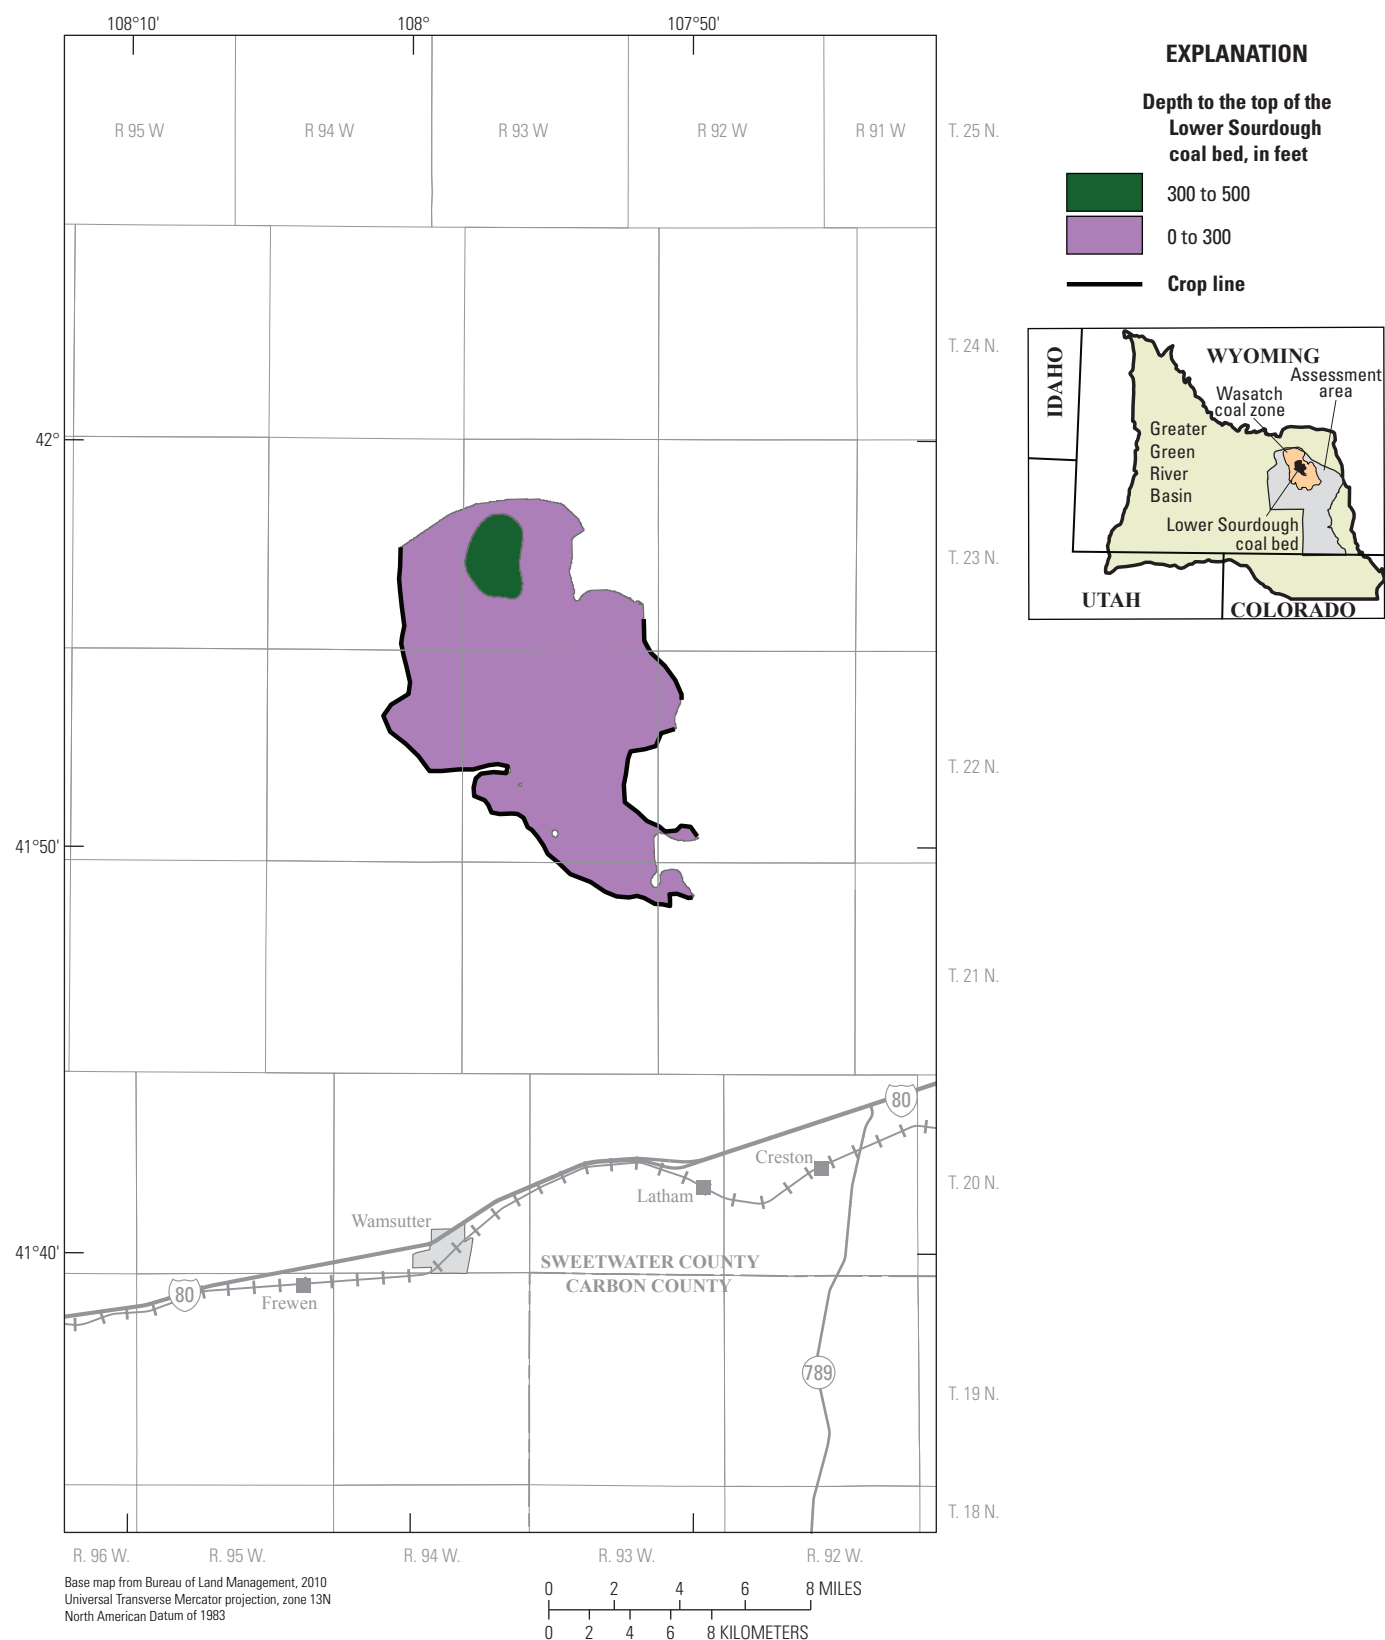 108°10'
108°
107°50'
R 95 W
R 94 W
R 93 W
R 92 W
R 91 W
T. 25 N.
T. 24 N.
42°
T. 23 N.
T. 22 N.
41°50'
T. 21 N.
80
Creston
Latham
T. 20 N.
Wamsutter
41°40'
SWEETWATER COUNTY
CARBON COUNTY
80
Frewen
789
T. 19 N.
T. 18 N.
R. 96 W.
R. 95 W.
R. 94 W.
R. 93 W.
R. 92 W.
Base map from Bureau of Land Management, 2010
Universal Transverse Mercator projection, zone 13N
North American Datum of 1983
0 2 4 6 8 MILES
0 2 4 6 8 KILOMETERS
EXPLANATION
Depth to the top of the
Lower Sourdough
coal bed, in feet
300 to 500
0 to 300
Crop line
IDAHO
WYOMING
Assessment
area
Wasatch
coal zone
Greater
Green
River
Basin
Lower Sourdough
coal bed
UTAH
COLORADO